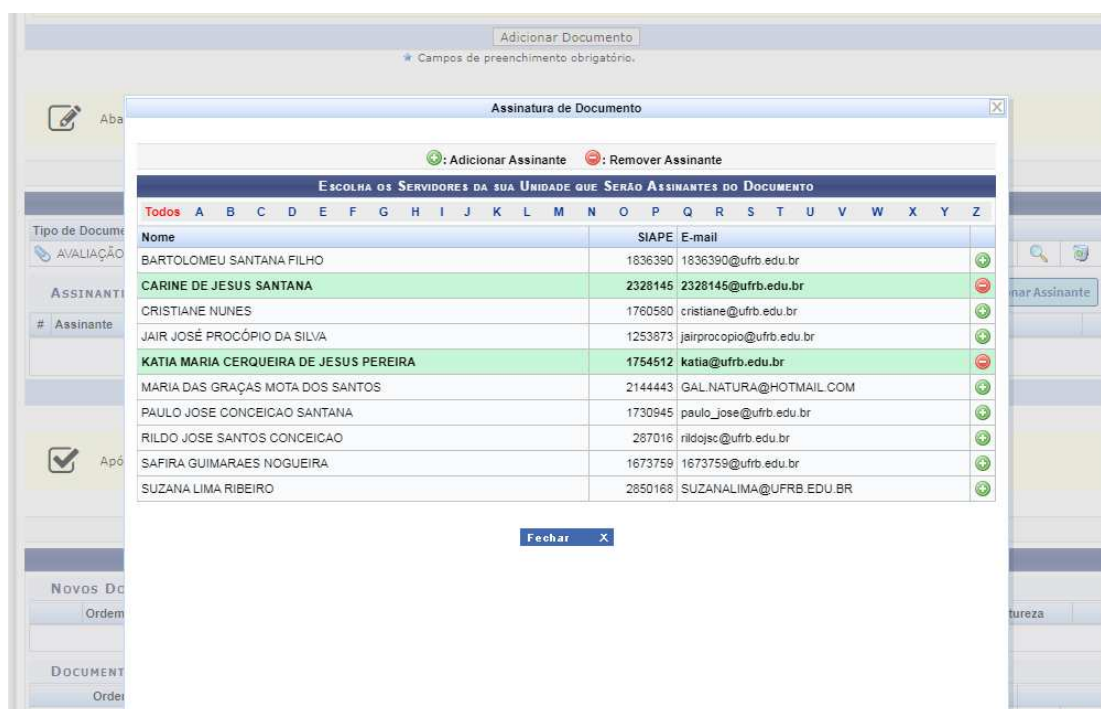 Adicionar Documento
★ Campos de preenchimento obrigatório.
Assinatura de Documento
X
Aba
: Adicionar Assinante : Remover Assinante
Escolha os Servidores da sua Unidade que Serão Assinantes do Documento
Todos A B C D E F G H I J K L M N O P Q R S T U V W X Y Z
Tipo de Docume
Nome SIAPE E-mail
AVALIAÇÃO
BARTOLOMEU SANTANA FILHO 1836390 1836390@ufrb.edu.br
CARINE DE JESUS SANTANA 2328145 2328145@ufrb.edu.br
Assinanti
nar Assinante
CRISTIANE NUNES 1760580 cristiane@ufrb.edu.br
# Assinante
JAIR JOSÉ PROCÓPIO DA SILVA 1253673 jairprocopio@ufrb.edu.br
KATIA MARIA CERQUEIRA DE JESUS PEREIRA 1754512 katia@ufrb.edu.br
MARIA DAS GRAÇAS MOTA DOS SANTOS 2144443 GAL.NATURA@HOTMAIL.COM
PAULO JOSE CONCEICAO SANTANA 1730945 paulo_jose@ufrb.edu.br
RILDO JOSE SANTOS CONCEICAO 287016 rildojsc@ufrb.edu.br
Apó
SAFIRA GUIMARAES NOGUEIRA 1673759 1673759@ufrb.edu.br
SUZANA LIMA RIBEIRO 2850168 SUZANALIMA@UFRB.EDU.BR
Fechar X
Novos Do
Ordem
tureza
Document
Order